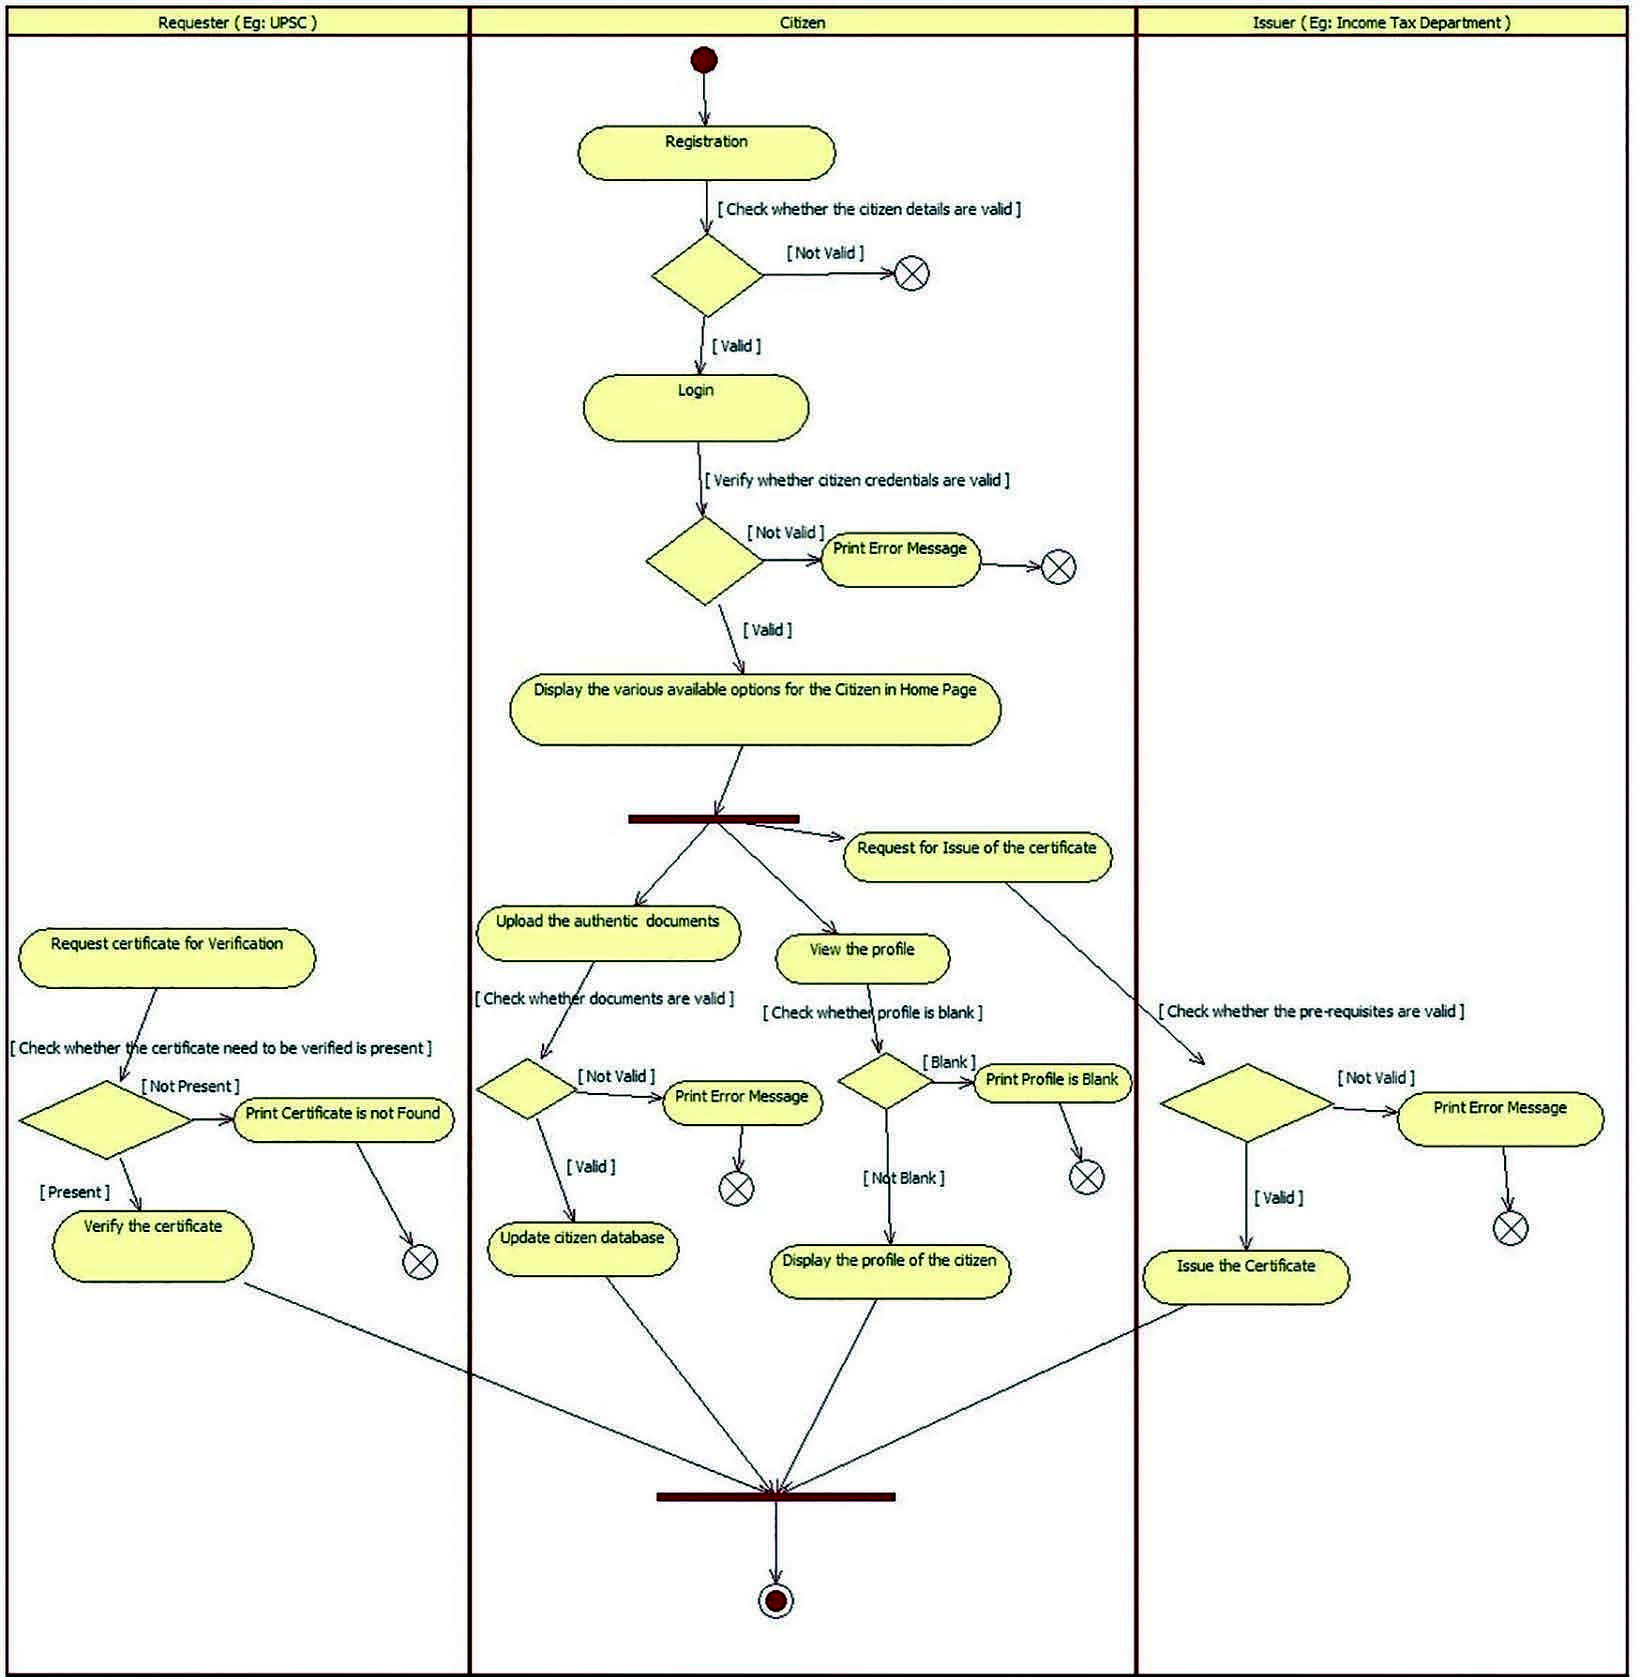 Requester ( Eg: UPSC )
Citizen
Issuer ( Eg: Income Tax Department )
Registration
[ Check whether the citizen details are valid ]
[ Not Valid ]
[ Valid ]
Login
[ Verify whether citizen credentials are valid ]
[ Not Valid ]
Print Error Message
[ Valid ]
Display the various available options for the Citizen in Home Page
Request for Issue of the certificate
Upload the authentic documents
Request certificate for Verification
View the profile
[ Check whether documents are valid ]
[ Check whether profile is blank ]
[ Check whether the pre-requisites are valid ]
[ Check whether the certificate need to be verified is present ]
[ Not Present ]
[ Not Valid ]
[ Blank ]
[ Not Valid ]
Print Certificate is not Found
Print Error Message
Print Profile is Blank
Print Error Message
[ Present ]
[ Valid ]
[ Not Blank ]
[ Valid ]
Verify the certificate
Update citizen database
Display the profile of the citizen
Issue the Certificate